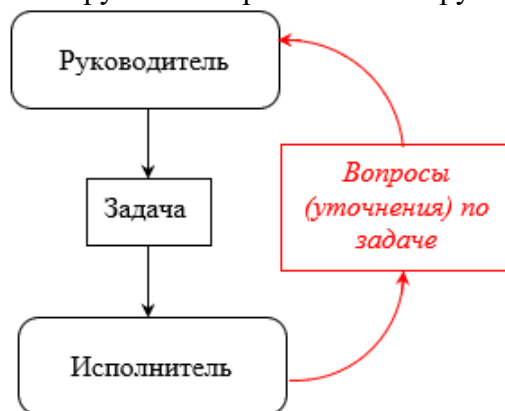 Руководитель
Задача
Вопросы
(уточнения) по
задаче
Исполнитель